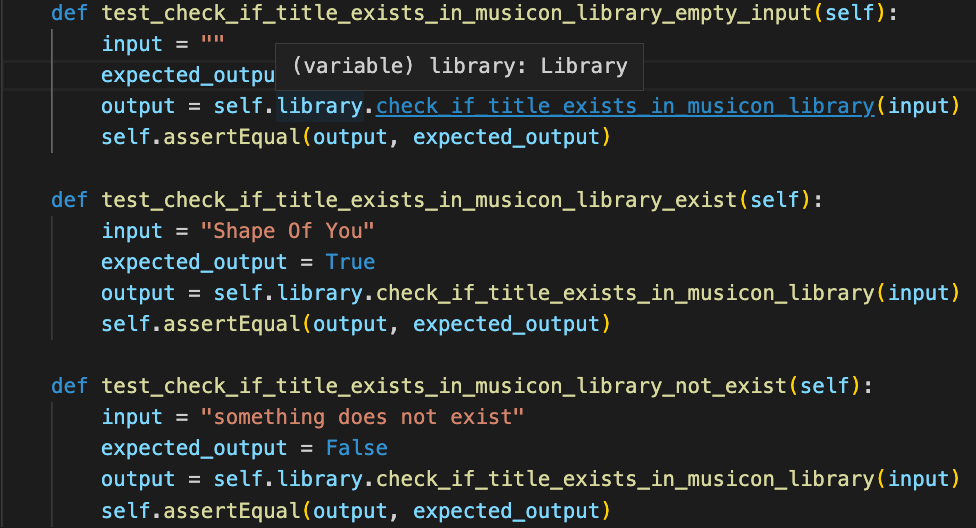 def test_check_if_title_exists_in_musicon_library_empty_input(self):
    input = ""
(variable) library: Library
    expected_outpu
    output = self.library.check_if_title_exists_in_musicon_library(input)
    self.assertEqual(output, expected_output)
def test_check_if_title_exists_in_musicon_library_exist(self):
    input = "Shape Of You"
    expected_output = True
    output = self.library.check_if_title_exists_in_musicon_library(input)
    self.assertEqual(output, expected_output)
def test_check_if_title_exists_in_musicon_library_not_exist(self):
    input = "something does not exist"
    expected_output = False
    output = self.library.check_if_title_exists_in_musicon_library(input)
    self.assertEqual(output, expected_output)